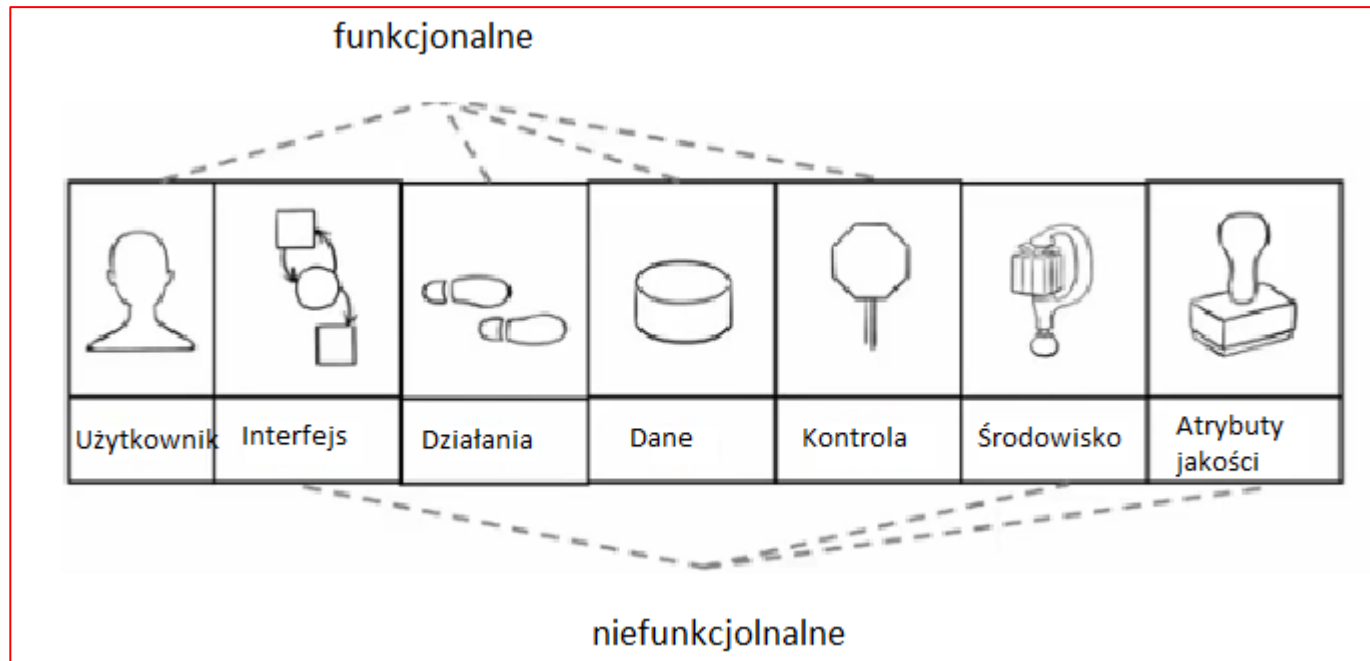 funkcjonalne
Użytkownik
Interfejs
Działania
Dane
Kontrola
Środowisko
Atrybuty
jakości
niefunkcjolnalne